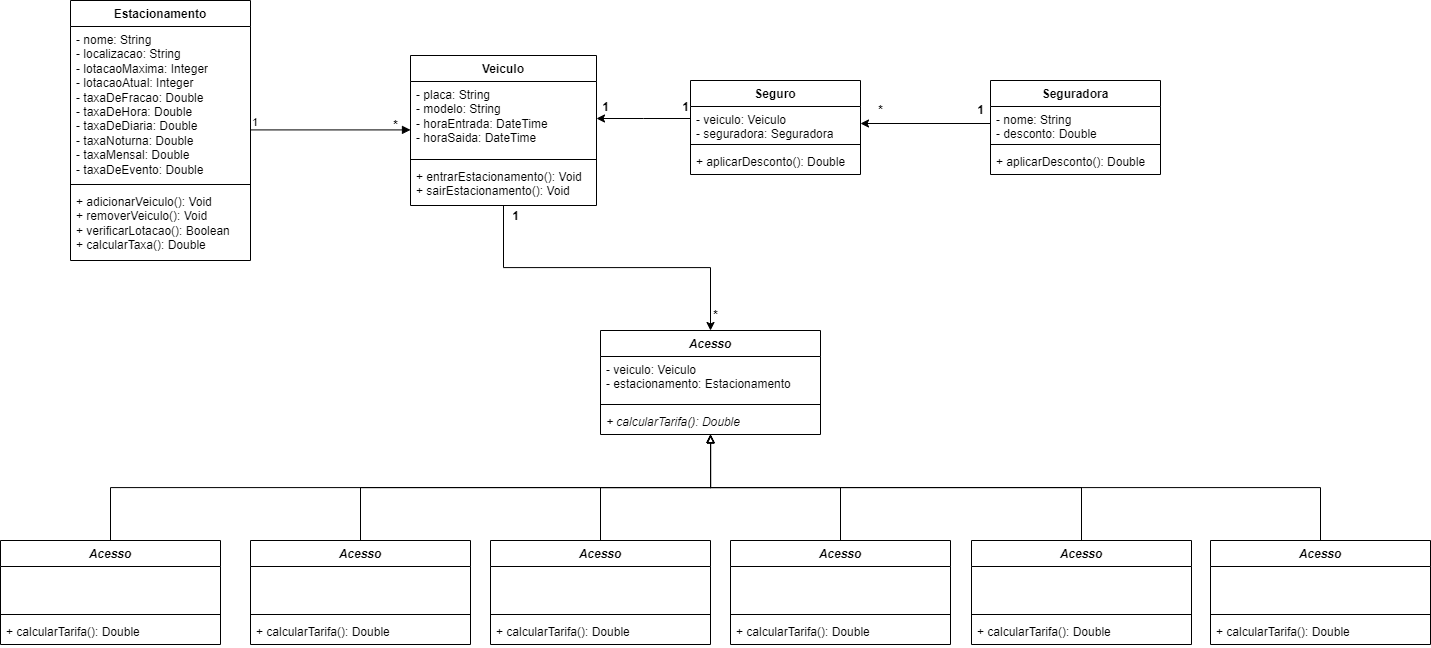 Estacionamento
- nome: String
- localizacao: String
- lotacaoMaxima: Integer
- lotacaoAtual: Integer
- taxaDeFracao: Double
- taxaDeHora: Double
- taxaDeDiaria: Double
- taxaNoturna: Double
- taxaMensal: Double
- taxaDeEvento: Double
+ adicionarVeiculo(): Void
+ removerVeiculo(): Void
+ verificarLotacao(): Boolean
+ calcularTaxa(): Double
1
*
Veiculo
- placa: String
- modelo: String
- horaEntrada: DateTime
- horaSaida: DateTime
+ entrarEstacionamento(): Void
+ sairEstacionamento(): Void
1
1
Seguro
- veiculo: Veiculo
- seguradora: Seguradora
+ aplicarDesconto(): Double
*
1
Seguradora
- nome: String
- desconto: Double
+ aplicarDesconto(): Double
1
*
Acesso
- veiculo: Veiculo
- estacionamento: Estacionamento
+ calcularTarifa(): Double
Acesso
+ calcularTarifa(): Double
Acesso
+ calcularTarifa(): Double
Acesso
+ calcularTarifa(): Double
Acesso
+ calcularTarifa(): Double
Acesso
+ calcularTarifa(): Double
Acesso
+ calcularTarifa(): Double